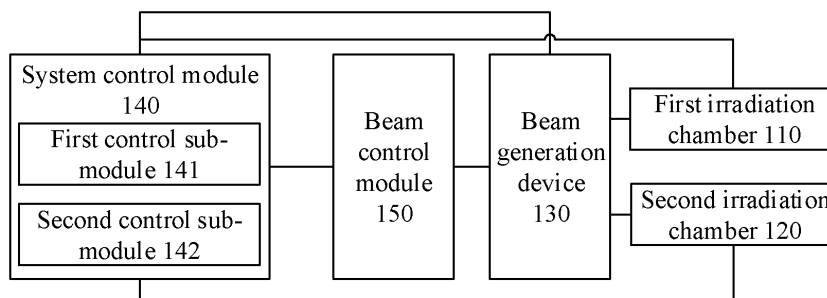 System control module
140
First control sub-
module 141
Second control sub-
module 142
Beam
control
module
150
Beam
generation
device
130
First irradiation
chamber 110
Second irradiation
chamber 120